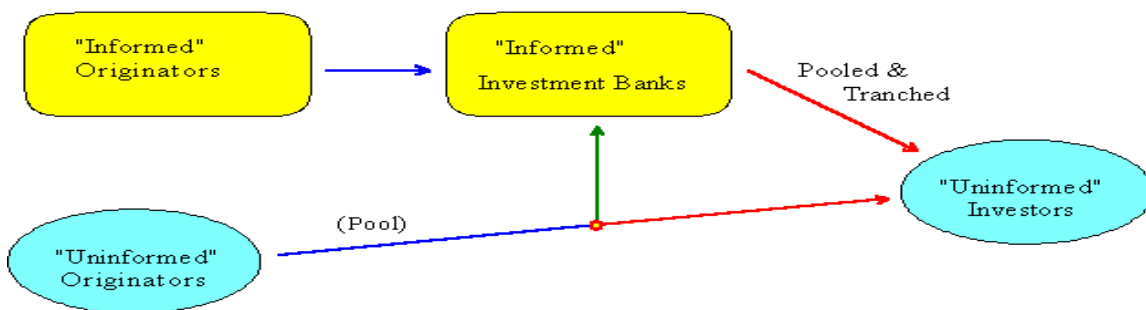 "Informed"
Originators
"Informed"
Investment Banks
Pooled &
Tranched
"Uninformed"
Investors
(Pool)
"Uninformed"
Originators